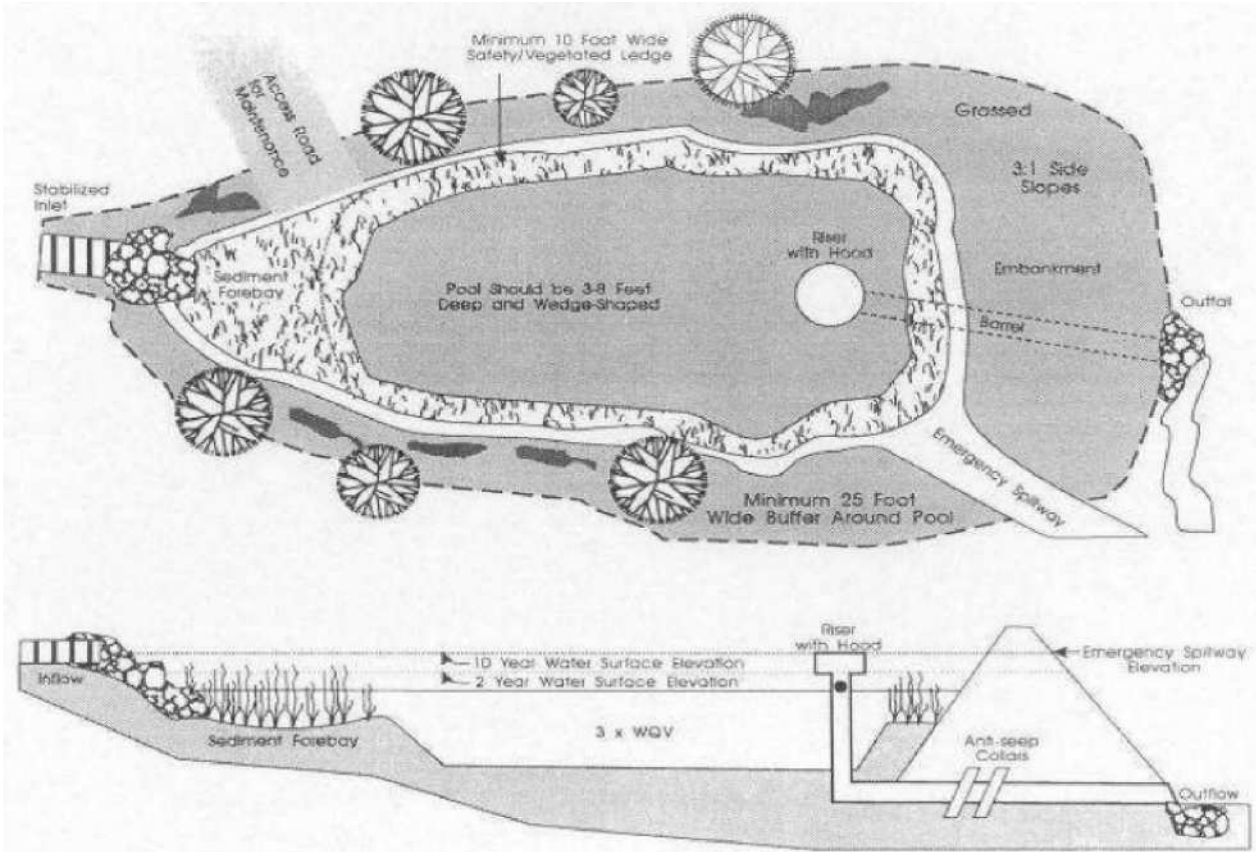 Minimum 10 Foot Wide
Safety/Vegetated Ledge
Access Road
for
Maintenance
Grassed
3:1 Side
Slopes
Stabilized
Inlet
Riser
with Hood
Sediment
Forebay
Pool Should be 3-8 Feet
Deep and Wedge-Shaped
Embankment
Outfall
Barrel
Emergency Spillway
Minimum 25 Foot
Wide Buffer Around Pool
Riser
with Hood
10 Year Water Surface Elevation
Emergency Spillway
Elevation
Inflow
2 Year Water Surface Elevation
3 x WQV
Sediment Forebay
Anti-seep
Collars
Outflow